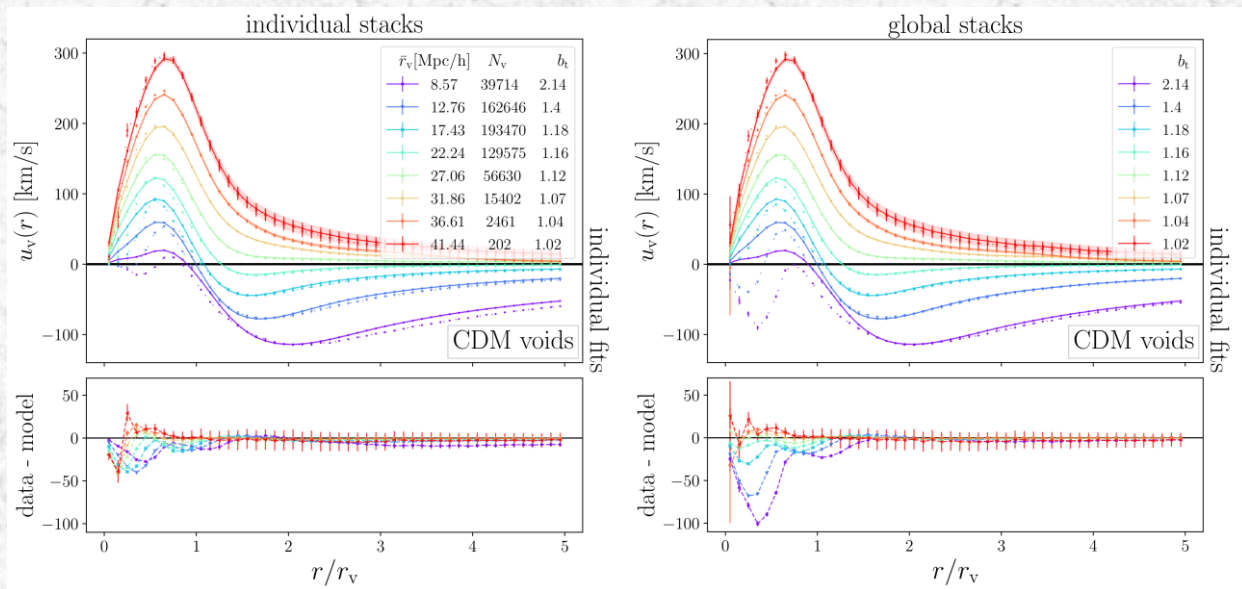 individual stacks
r̄ᵥ[Mpc/h] Nᵥ bₜ
8.57 39714 2.14
12.76 162646 1.4
17.43 193470 1.18
22.24 129575 1.16
27.06 56630 1.12
31.86 15402 1.07
36.61 2461 1.04
41.44 202 1.02
300
200
100
0
−100
uᵥ(r) [km/s]
CDM voids
individual fits
50
0
−50
−100
data - model
0 1 2 3 4 5
r/rᵥ
global stacks
bₜ
2.14
1.4
1.18
1.16
1.12
1.07
1.04
1.02
300
200
100
0
−100
uᵥ(r) [km/s]
CDM voids
individual fits
50
0
−50
−100
data - model
0 1 2 3 4 5
r/rᵥ